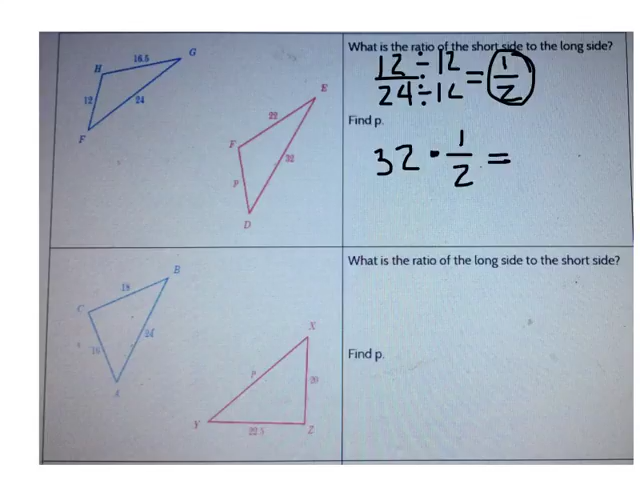 What is the ratio of the short side to the long side?
12 ÷ 12
24 ÷ 12 = 1/2
Find p.
32 · 1/2 =
H
16.5
G
12
24
F
E
22
F
32
P
D
What is the ratio of the long side to the short side?
Find p.
B
18
C
24
16
A
X
P
20
Y
22.5
Z